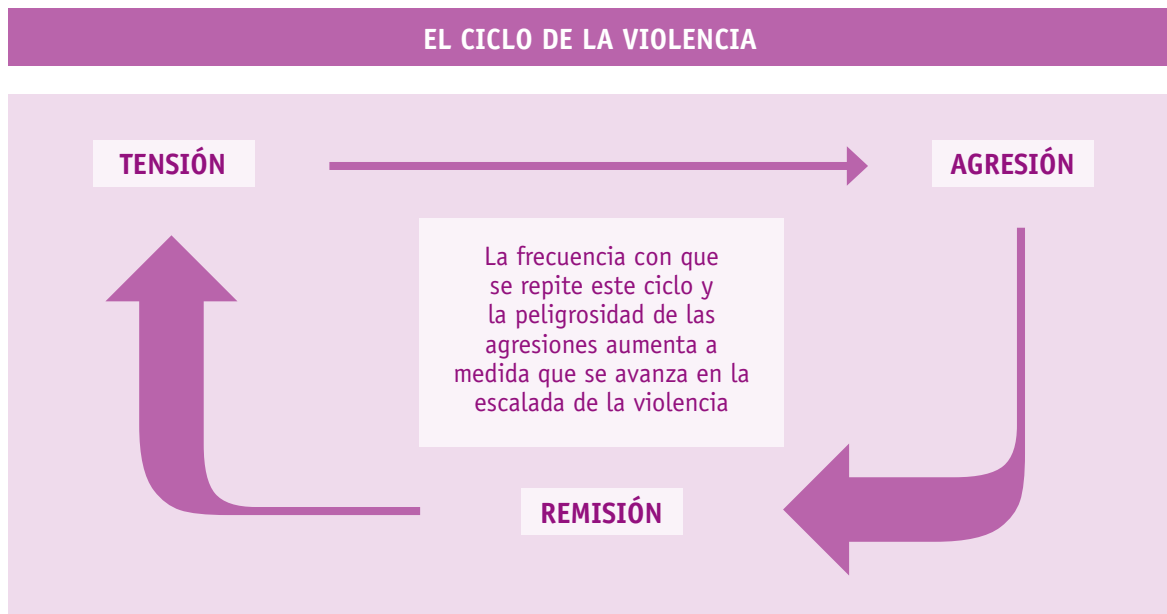 EL CICLO DE LA VIOLENCIA
TENSIÓN
AGRESIÓN
La frecuencia con que
se repite este ciclo y
la peligrosidad de las
agresiones aumenta a
medida que se avanza en la
escalada de la violencia
REMISIÓN